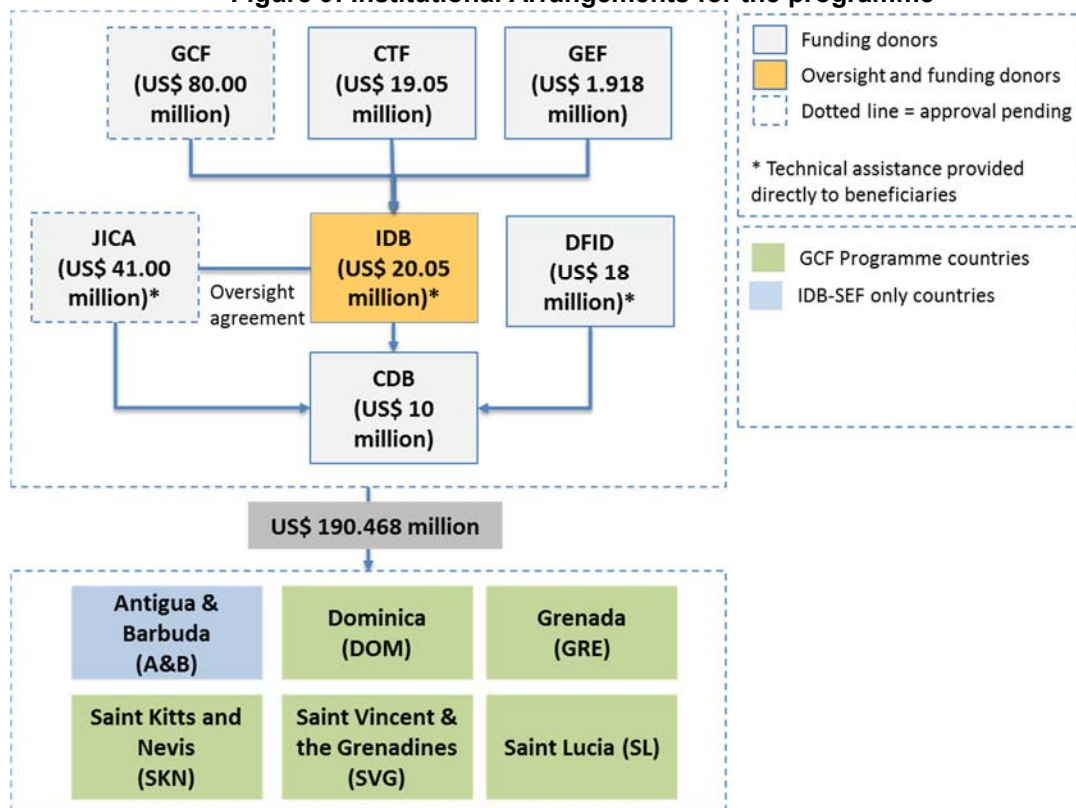 Figure 9. Institutional Arrangements for the programme
GCF
(US$ 80.00
million)
CTF
(US$ 19.05
million)
GEF
(US$ 1.918
million)
Funding donors
Oversight and funding donors
Dotted line = approval pending
* Technical assistance provided
directly to beneficiaries
JICA
(US$ 41.00
million)*
Oversight
agreement
IDB
(US$ 20.05
million)*
DFID
(US$ 18
million)*
GCF Programme countries
IDB-SEF only countries
CDB
(US$ 10
million)
US$ 190.468 million
Antigua &
Barbuda
(A&B)
Dominica
(DOM)
Grenada
(GRE)
Saint Kitts and
Nevis
(SKN)
Saint Vincent &
the Grenadines
(SVG)
Saint Lucia (SL)